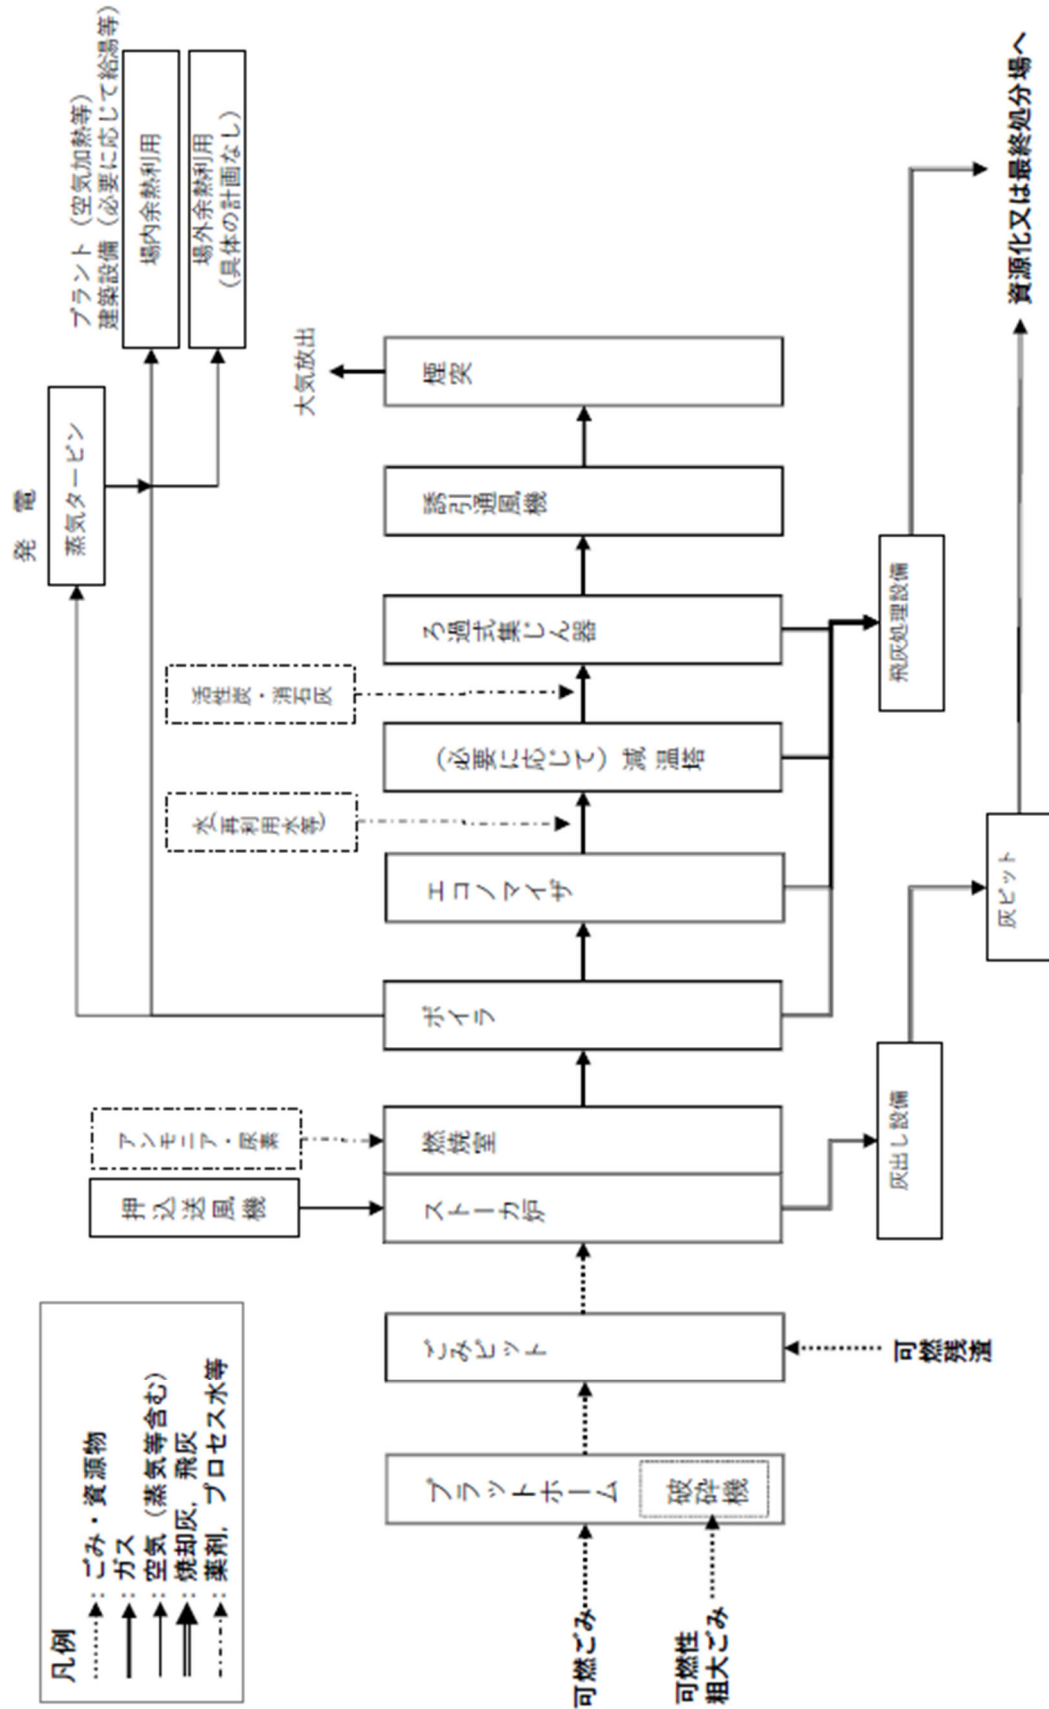 凡例
：ごみ・資源物
：ガス
：空気（蒸気等含む）
：焼却灰，飛灰
：薬剤，プロセス水等
発　電
蒸気タービン
プラント（空気加熱等）
建築設備（必要に応じて給湯等）
場内余熱利用
場外余熱利用
（具体の計画なし）
押込送風機
アンモニア・尿素
水(再利用水等)
活性炭・消石灰
大気放出
可燃ごみ
可燃性
粗大ごみ
プラットホーム
破砕機
ごみピット
可燃残渣
ストーカ炉
燃焼室
ボイラ
エコノマイザ
（必要に応じて）減温塔
ろ過式集じん器
誘引通風機
煙突
灰出し設備
灰ピット
飛灰処理設備
資源化又は最終処分場へ